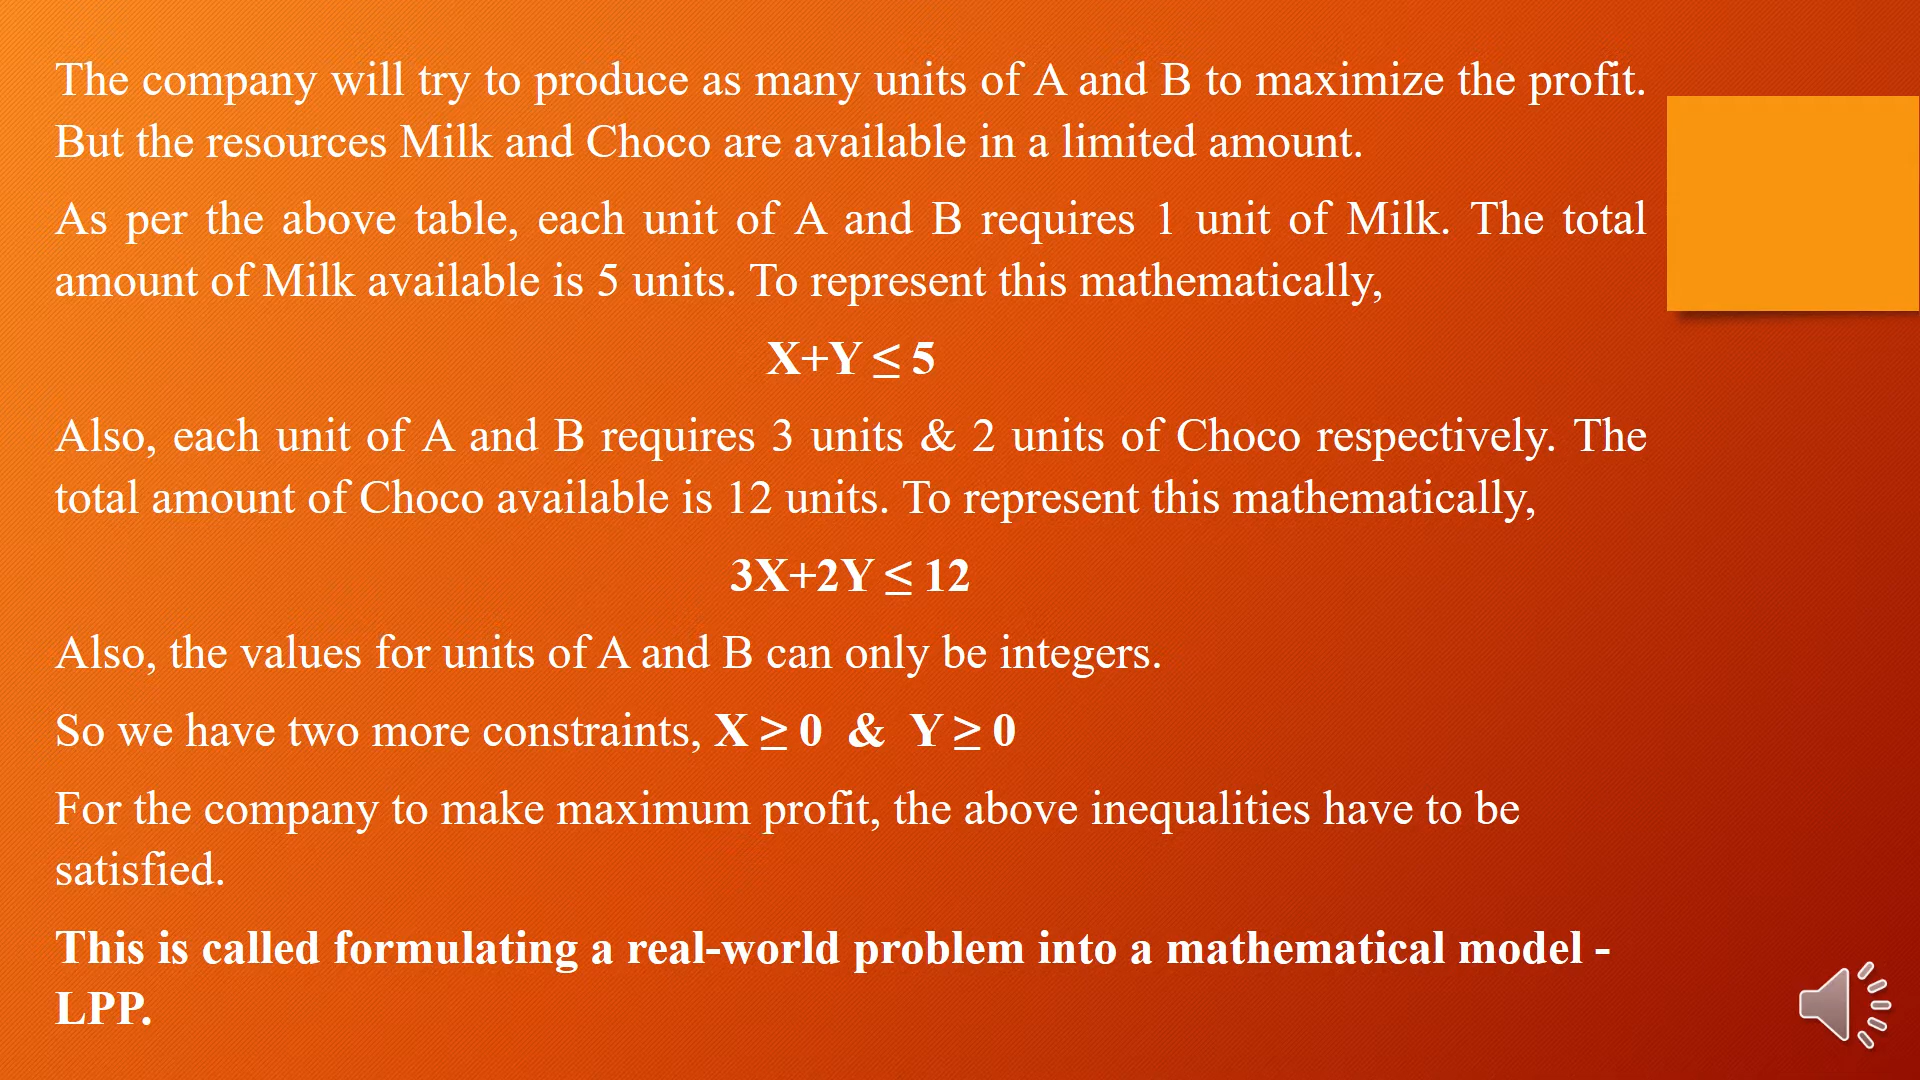 The company will try to produce as many units of A and B to maximize the profit.
But the resources Milk and Choco are available in a limited amount.
As per the above table, each unit of A and B requires 1 unit of Milk. The total
amount of Milk available is 5 units. To represent this mathematically,
X+Y ≤ 5
Also, each unit of A and B requires 3 units & 2 units of Choco respectively. The
total amount of Choco available is 12 units. To represent this mathematically,
3X+2Y ≤ 12
Also, the values for units of A and B can only be integers.
So we have two more constraints, X ≥ 0 & Y ≥ 0
For the company to make maximum profit, the above inequalities have to be
satisfied.
This is called formulating a real-world problem into a mathematical model -
LPP.